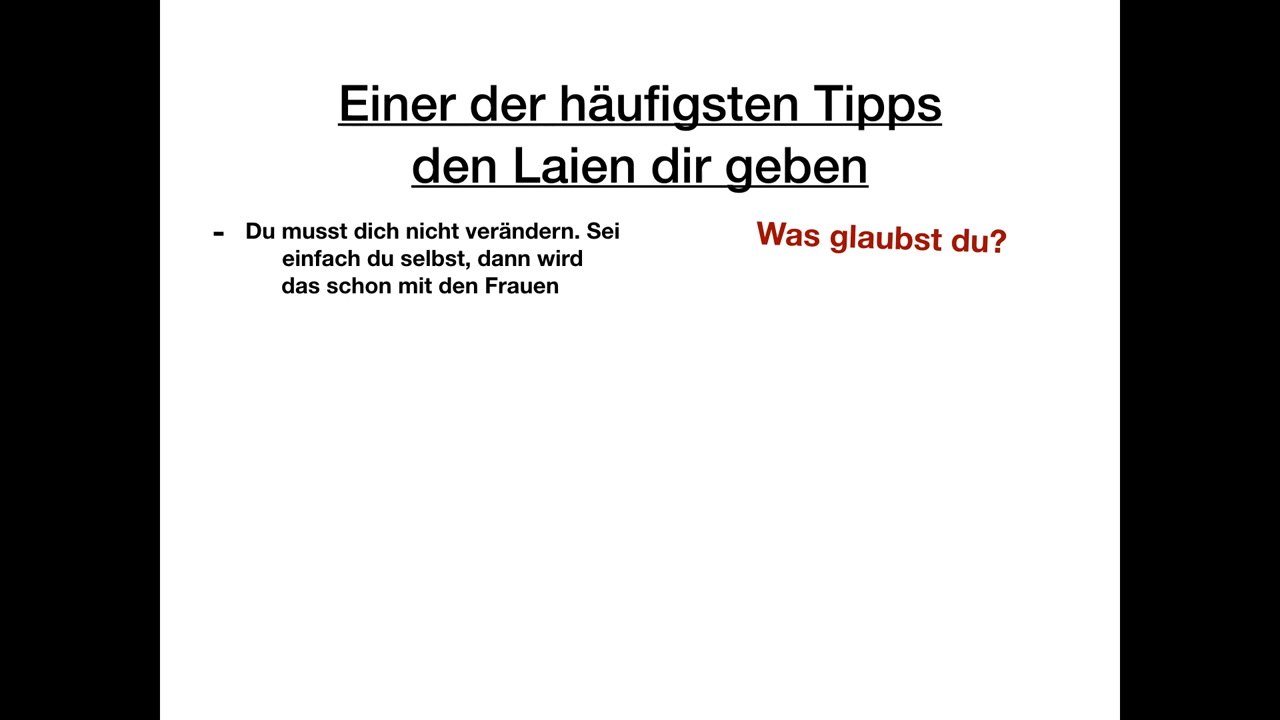 Einer der häufigsten Tipps
den Laien dir geben
- Du musst dich nicht verändern. Sei
einfach du selbst, dann wird
das schon mit den Frauen
Was glaubst du?